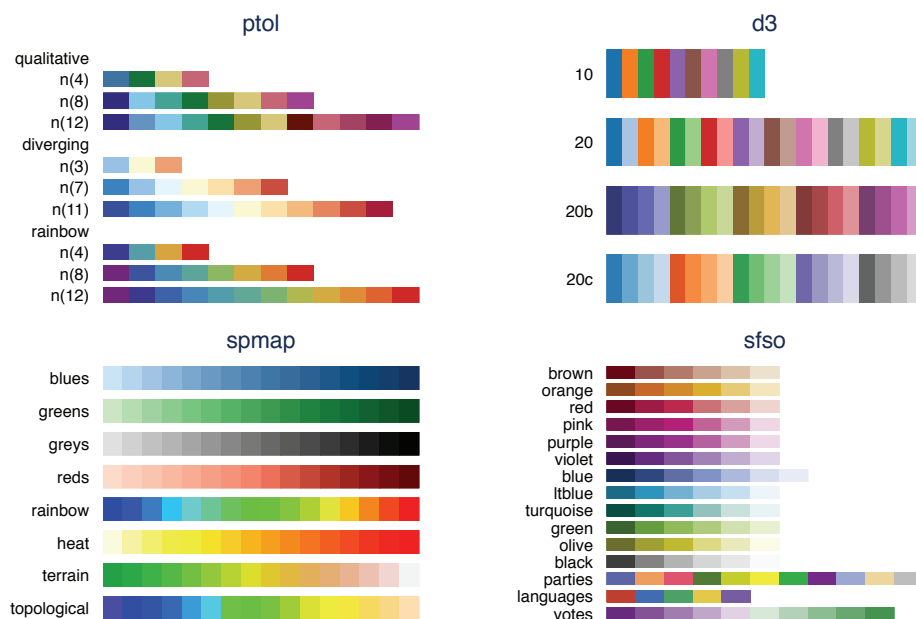 ptol
qualitative
n(4)
n(8)
n(12)
diverging
n(3)
n(7)
n(11)
rainbow
n(4)
n(8)
n(12)
d3
10
20
20b
20c
spmap
blues
greens
greys
reds
rainbow
heat
terrain
topological
sfso
brown
orange
red
pink
purple
violet
blue
ltblue
turquoise
green
olive
black
parties
languages
votes